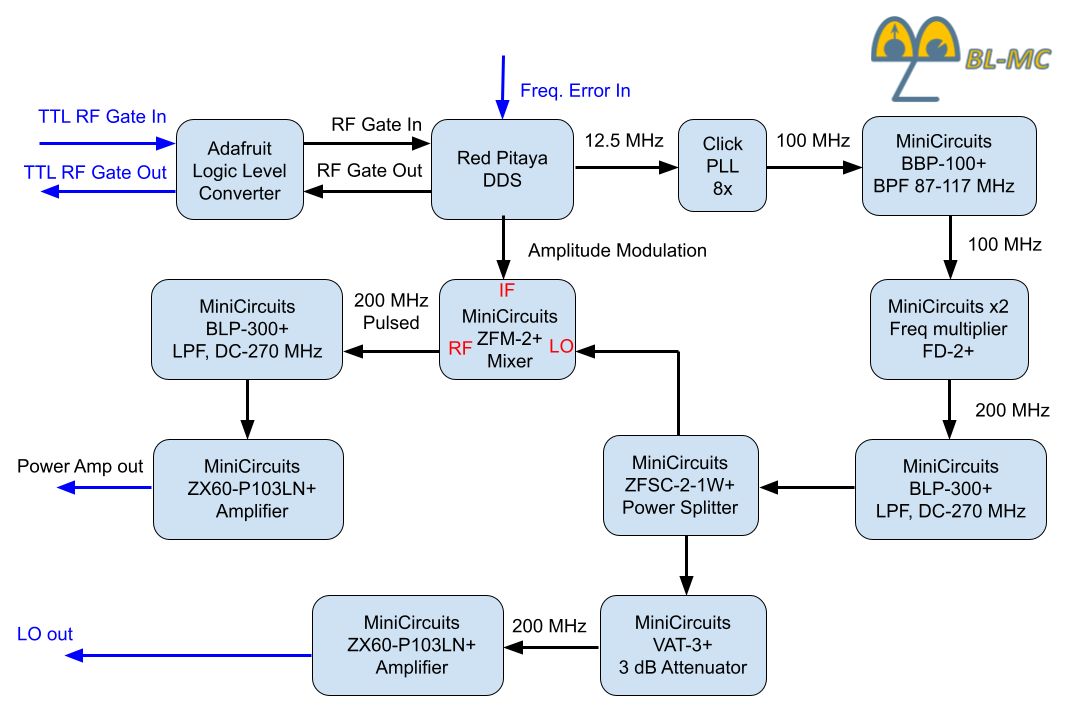 BL-MC
TTL RF Gate In
TTL RF Gate Out
Adafruit
Logic Level
Converter
RF Gate In
RF Gate Out
Freq. Error In
Red Pitaya
DDS
12.5 MHz
Click
PLL
8x
100 MHz
MiniCircuits
BBP-100+
BPF 87-117 MHz
100 MHz
Amplitude Modulation
MiniCircuits
BLP-300+
LPF, DC-270 MHz
200 MHz
Pulsed
IF
MiniCircuits
ZFM-2+
Mixer
RF
LO
MiniCircuits x2
Freq multiplier
FD-2+
200 MHz
Power Amp out
MiniCircuits
ZX60-P103LN+
Amplifier
MiniCircuits
ZFSC-2-1W+
Power Splitter
MiniCircuits
BLP-300+
LPF, DC-270 MHz
LO out
MiniCircuits
ZX60-P103LN+
Amplifier
200 MHz
MiniCircuits
VAT-3+
3 dB Attenuator